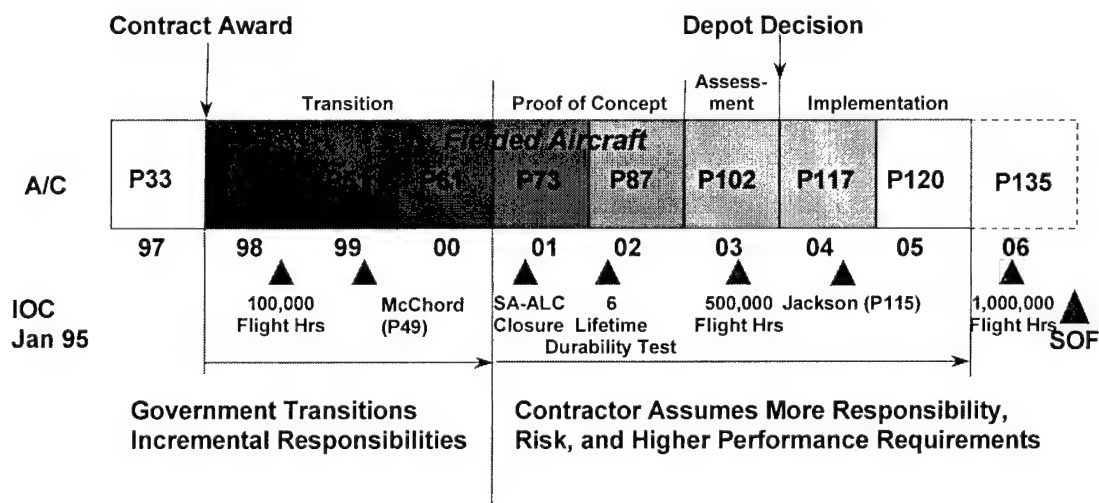 Contract Award
Depot Decision
Transition
Proof of Concept
Assess-
ment
Implementation
Fielded Aircraft
A/C
P33
P61
P73
P87
P102
P117
P120
P135
97
98
99
00
01
02
03
04
05
06
IOC
Jan 95
100,000
Flight Hrs
McChord
(P49)
SA-ALC
Closure
6
Lifetime
Durability Test
500,000
Flight Hrs
Jackson (P115)
1,000,000
Flight Hrs
SOF
Government Transitions
Incremental Responsibilities
Contractor Assumes More Responsibility,
Risk, and Higher Performance Requirements